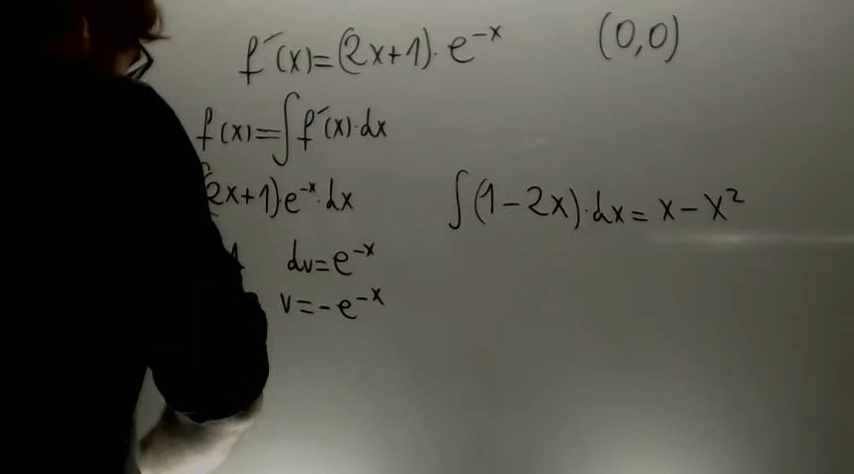 f´(x)=(2x+1)·e^-x (0,0)
f(x)=∫f´(x)·dx
(2x+1)e^-x·dx ∫(1-2x)·dx=x-x²
dv=e^-x
v=-e^-x